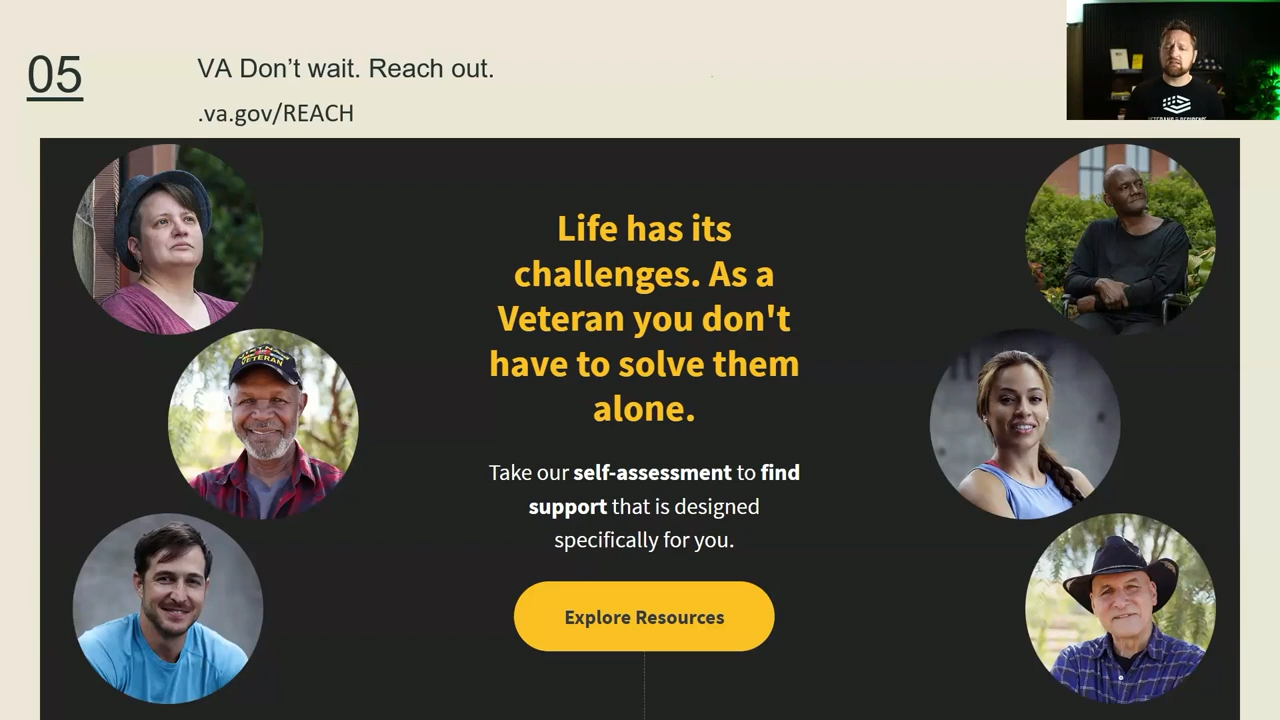 05
VA Don’t wait. Reach out.
.va.gov/REACH
Life has its
challenges. As a
Veteran you don't
have to solve them
alone.
Take our self-assessment to find
support that is designed
specifically for you.
Explore Resources
VETERAN